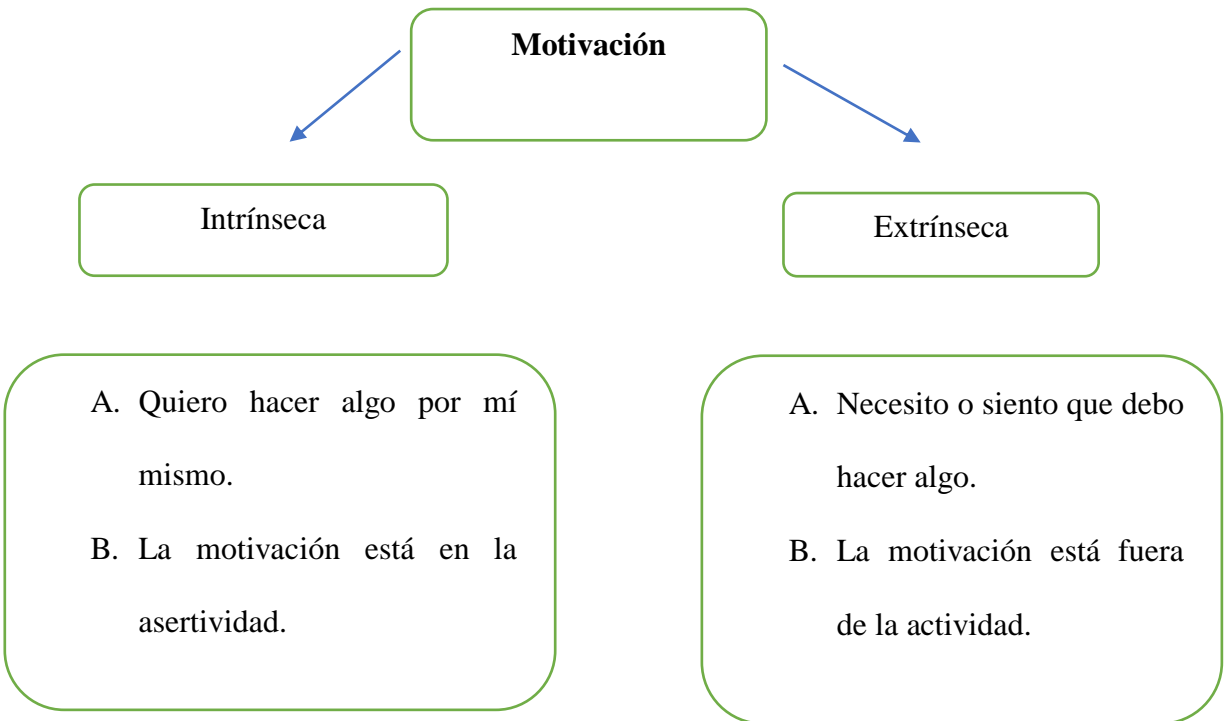 Motivación
Intrínseca
Extrínseca
A. Quiero hacer algo por mí
mismo.
B. La motivación está en la
asertividad.
A. Necesito o siento que debo
hacer algo.
B. La motivación está fuera
de la actividad.